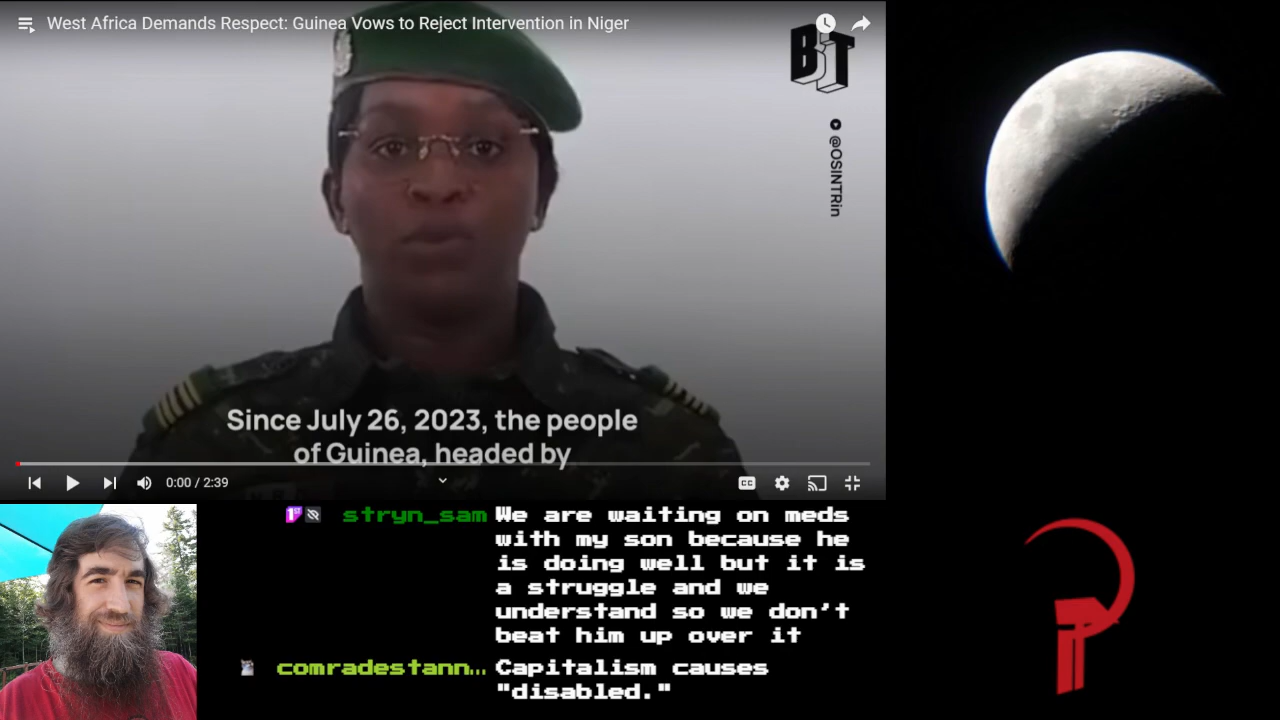 West Africa Demands Respect: Guinea Vows to Reject Intervention in Niger
BT
@OSINTRin
Since July 26, 2023, the people
of Guinea, headed by
0:00 / 2:39
CC
stryn_sam We are waiting on meds
with my son because he
is doing well but it is
a struggle and we
understand so we don't
beat him up over it
comradestann… Capitalism causes
"disabled."